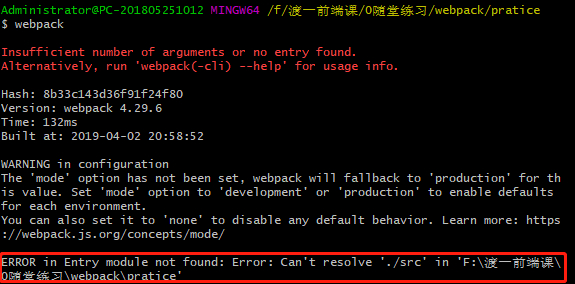 Administrator@PC-201805251012 MINGW64 /f/渡一前端课/0随堂练习/webpack/pratice
$ webpack
Insufficient number of arguments or no entry found.
Alternatively, run 'webpack(-cli) --help' for usage info.
Hash: 8b33c143d36f91f24f80
Version: webpack 4.29.6
Time: 132ms
Built at: 2019-04-02 20:58:52
WARNING in configuration
The 'mode' option has not been set, webpack will fallback to 'production' for th
is value. Set 'mode' option to 'development' or 'production' to enable defaults
for each environment.
You can also set it to 'none' to disable any default behavior. Learn more: https
://webpack.js.org/concepts/mode/
ERROR in Entry module not found: Error: Can't resolve './src' in 'F:\渡一前端课\
0随堂练习\webpack\pratice'